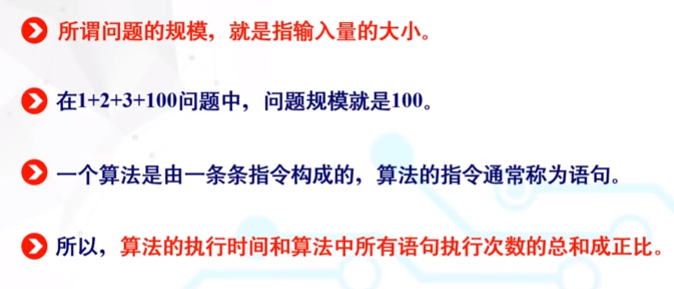 所谓问题的规模，就是指输入量的大小。
在1+2+3+100问题中，问题规模就是100。
一个算法是由一条条指令构成的，算法的指令通常称为语句。
所以，算法的执行时间和算法中所有语句执行次数的总和成正比。